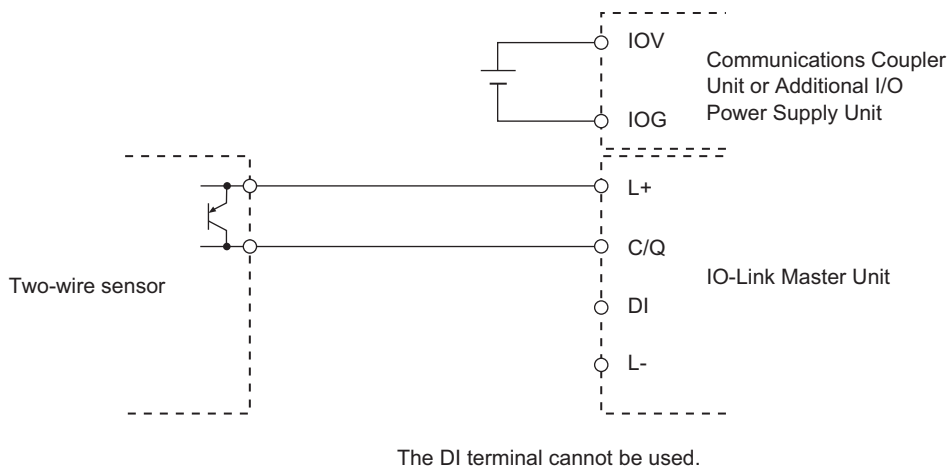 IOV
Communications Coupler
Unit or Additional I/O
Power Supply Unit
IOG
L+
C/Q
Two-wire sensor
IO-Link Master Unit
DI
L-
The DI terminal cannot be used.